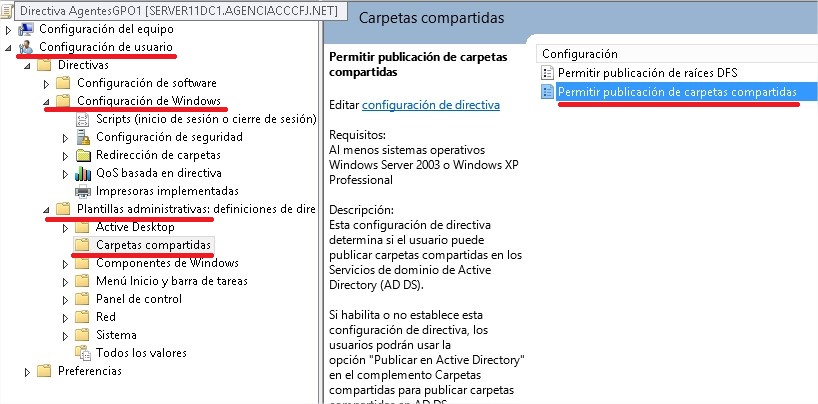 Directiva AgentesGPO1 [SERVER11DC1.AGENCIACCCFJ.NET]
Configuración del equipo
Configuración de usuario
Directivas
Configuración de software
Configuración de Windows
Scripts (inicio de sesión o cierre de sesión)
Configuración de seguridad
Redirección de carpetas
QoS basada en directiva
Impresoras implementadas
Plantillas administrativas: definiciones de dire
Active Desktop
Carpetas compartidas
Componentes de Windows
Menú Inicio y barra de tareas
Panel de control
Red
Sistema
Todos los valores
Preferencias
Carpetas compartidas
Permitir publicación de carpetas
compartidas
Editar configuración de directiva
Requisitos:
Al menos sistemas operativos
Windows Server 2003 o Windows XP
Professional
Descripción:
Esta configuración de directiva
determina si el usuario puede
publicar carpetas compartidas en los
Servicios de dominio de Active
Directory (AD DS).
Si habilita o no establece esta
configuración de directiva, los
usuarios podrán usar la
opción "Publicar en Active Directory"
en el complemento Carpetas
compartidas para publicar carpetas
compartidas en AD DS.
Configuración
Permitir publicación de raíces DFS
Permitir publicación de carpetas compartidas